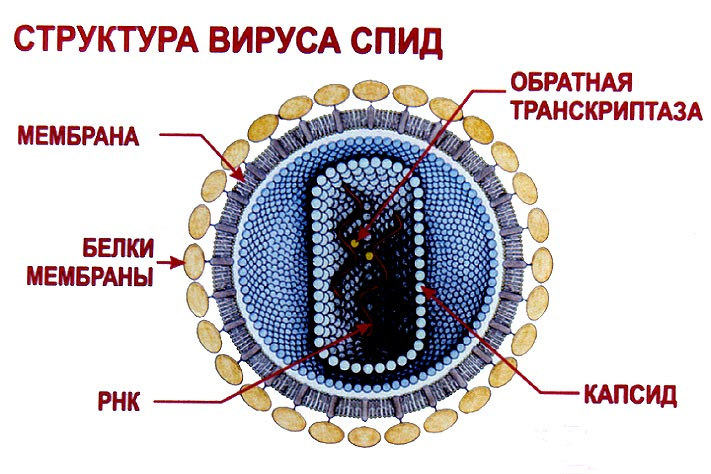 СТРУКТУРА ВИРУСА СПИД
ОБРАТНАЯ
ТРАНСКРИПТАЗА
МЕМБРАНА
БЕЛКИ
МЕМБРАНЫ
РНК
КАПСИД